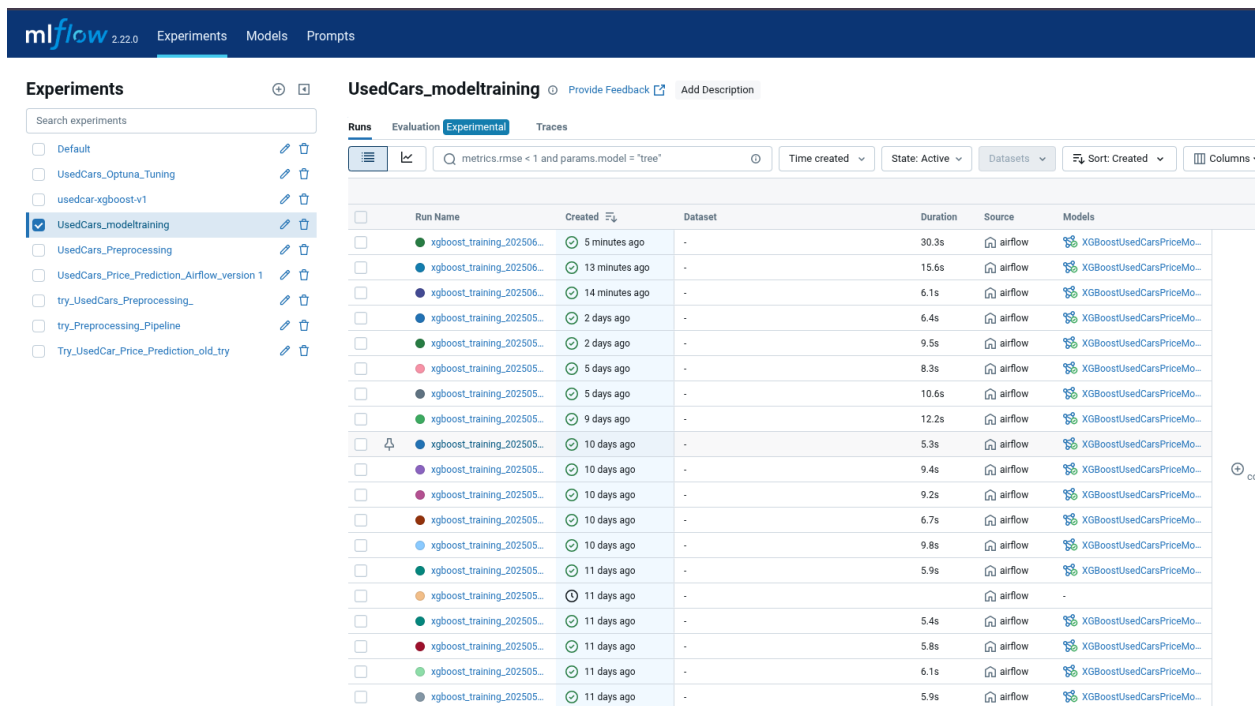 mlflow 2.22.0 Experiments Models Prompts
Experiments
Search experiments
Default
UsedCars_Optuna_Tuning
usedcar-xgboost-v1
UsedCars_modeltraining
UsedCars_Preprocessing
UsedCars_Price_Prediction_Airflow_version 1
try_UsedCars_Preprocessing_
try_Preprocessing_Pipeline
Try_UsedCar_Price_Prediction_old_try
UsedCars_modeltraining Provide Feedback Add Description
Runs Evaluation Experimental Traces
metrics.rmse < 1 and params.model = "tree" Time created State: Active Datasets Sort: Created Columns
Run Name Created Dataset Duration Source Models
xgboost_training_202506... 5 minutes ago - 30.3s airflow XGBoostUsedCarsPriceMo...
xgboost_training_202506... 13 minutes ago - 15.6s airflow XGBoostUsedCarsPriceMo...
xgboost_training_202506... 14 minutes ago - 6.1s airflow XGBoostUsedCarsPriceMo...
xgboost_training_202505... 2 days ago - 6.4s airflow XGBoostUsedCarsPriceMo...
xgboost_training_202505... 2 days ago - 9.5s airflow XGBoostUsedCarsPriceMo...
xgboost_training_202505... 5 days ago - 8.3s airflow XGBoostUsedCarsPriceMo...
xgboost_training_202505... 5 days ago - 10.6s airflow XGBoostUsedCarsPriceMo...
xgboost_training_202505... 9 days ago - 12.2s airflow XGBoostUsedCarsPriceMo...
xgboost_training_202505... 10 days ago - 5.3s airflow XGBoostUsedCarsPriceMo...
xgboost_training_202505... 10 days ago - 9.4s airflow XGBoostUsedCarsPriceMo...
xgboost_training_202505... 10 days ago - 9.2s airflow XGBoostUsedCarsPriceMo...
xgboost_training_202505... 10 days ago - 6.7s airflow XGBoostUsedCarsPriceMo...
xgboost_training_202505... 10 days ago - 9.8s airflow XGBoostUsedCarsPriceMo...
xgboost_training_202505... 11 days ago - 5.9s airflow XGBoostUsedCarsPriceMo...
xgboost_training_202505... 11 days ago - airflow -
xgboost_training_202505... 11 days ago - 5.4s airflow XGBoostUsedCarsPriceMo...
xgboost_training_202505... 11 days ago - 5.8s airflow XGBoostUsedCarsPriceMo...
xgboost_training_202505... 11 days ago - 6.1s airflow XGBoostUsedCarsPriceMo...
xgboost_training_202505... 11 days ago - 5.9s airflow XGBoostUsedCarsPriceMo...